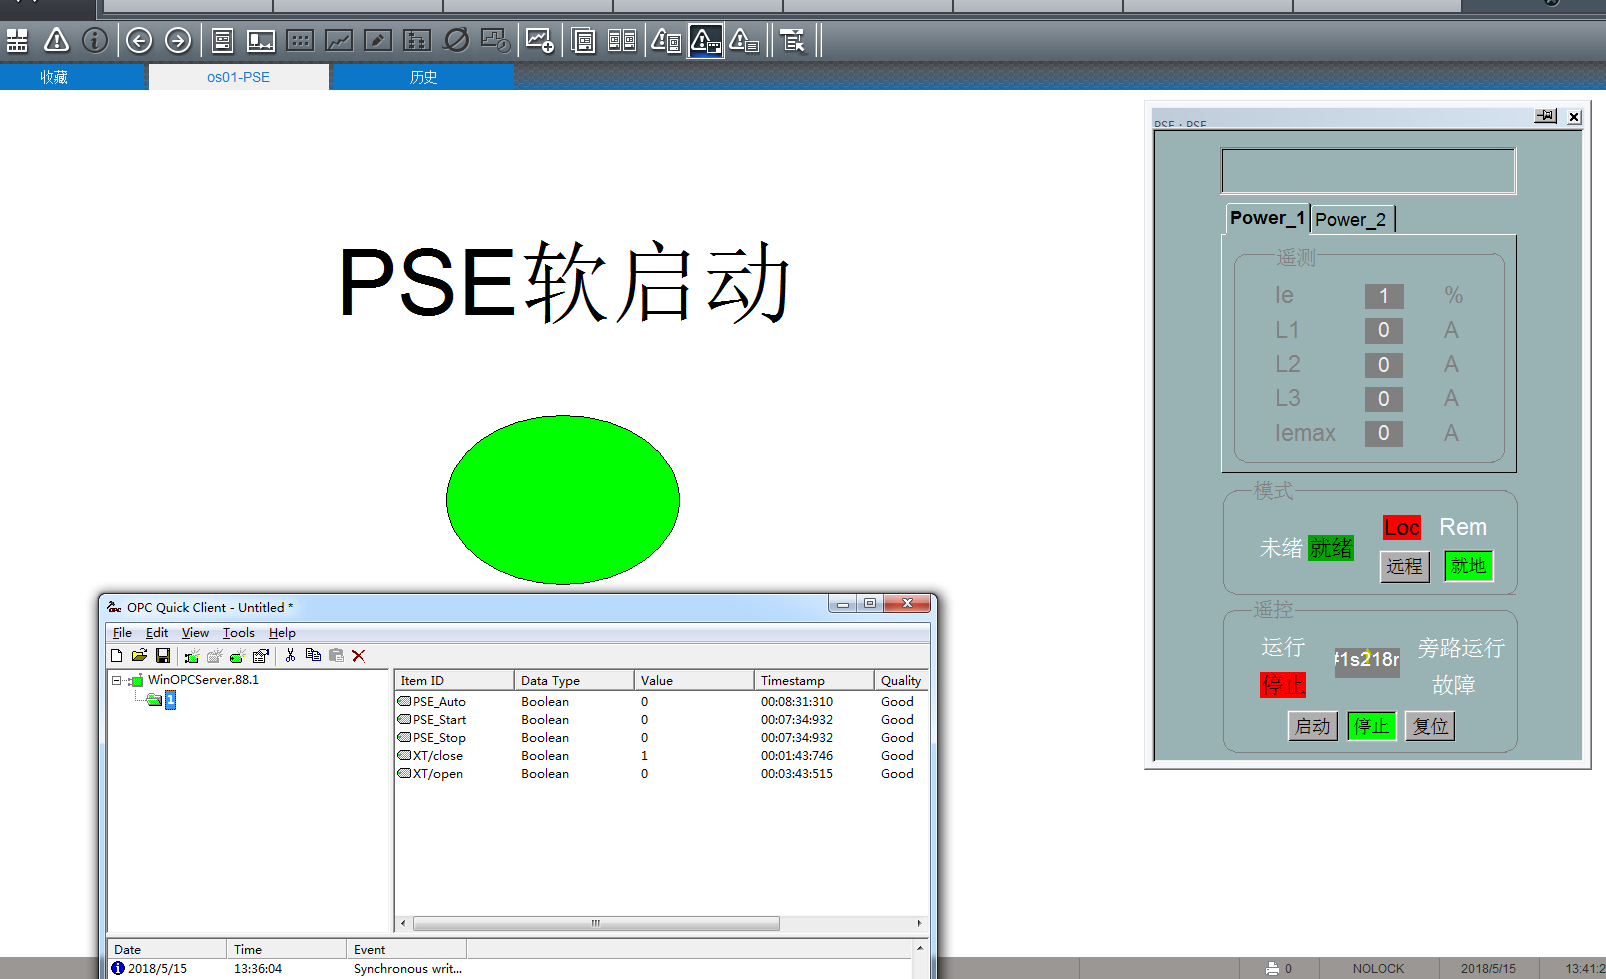 收藏
os01-PSE
历史
PSE : PSE
PSE软启动
Power_1
Power_2
遥测
Ie 1 %
L1 0 A
L2 0 A
L3 0 A
Iemax 0 A
模式
未绪 就绪
Loc Rem
远程 就地
遥控
运行
停止
1s218r
旁路运行
故障
启动 停止 复位
OPC Quick Client - Untitled *
File Edit View Tools Help
WinOPCServer.88.1
1
Item ID Data Type Value Timestamp Quality
PSE_Auto Boolean 0 00:08:31:310 Good
PSE_Start Boolean 0 00:07:34:932 Good
PSE_Stop Boolean 0 00:07:34:932 Good
XT/close Boolean 1 00:01:43:746 Good
XT/open Boolean 0 00:03:43:515 Good
Date Time Event
2018/5/15 13:36:04 Synchronous writ...
0 NOLOCK 2018/5/15 13:41:2